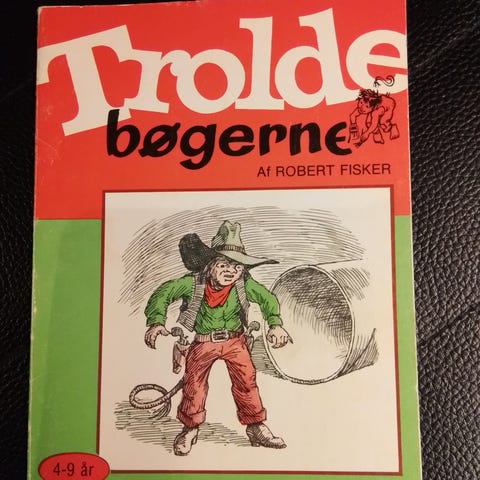 Trolde
bøgerne
Af ROBERT FISKER
4-9 år